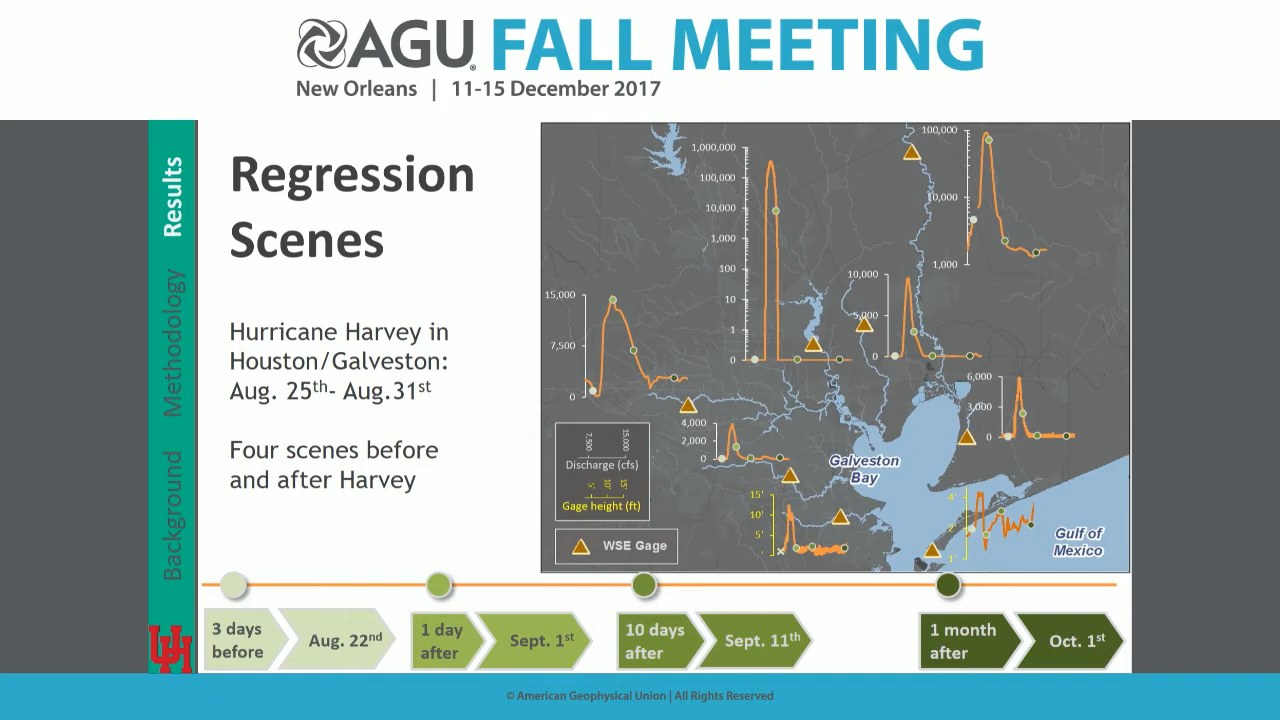 AGU FALL MEETING
New Orleans | 11-15 December 2017
Results
Methodology
Background
Regression
Scenes
Hurricane Harvey in
Houston/Galveston:
Aug. 25th- Aug.31st
Four scenes before
and after Harvey
1,000,000
100,000
10,000
1,000
100
10
1
0
100,000
10,000
1,000
15,000
7,500
0
10,000
5,000
0
6,000
3,000
0
4,000
2,000
0
15'
10'
5'
4'
2'
1'
7,500
15,000
Discharge (cfs)
5'
10'
15'
Gage height (ft)
WSE Gage
Galveston
Bay
Gulf of
Mexico
3 days
before
Aug. 22nd
1 day
after
Sept. 1st
10 days
after
Sept. 11th
1 month
after
Oct. 1st
UH
© American Geophysical Union | All Rights Reserved